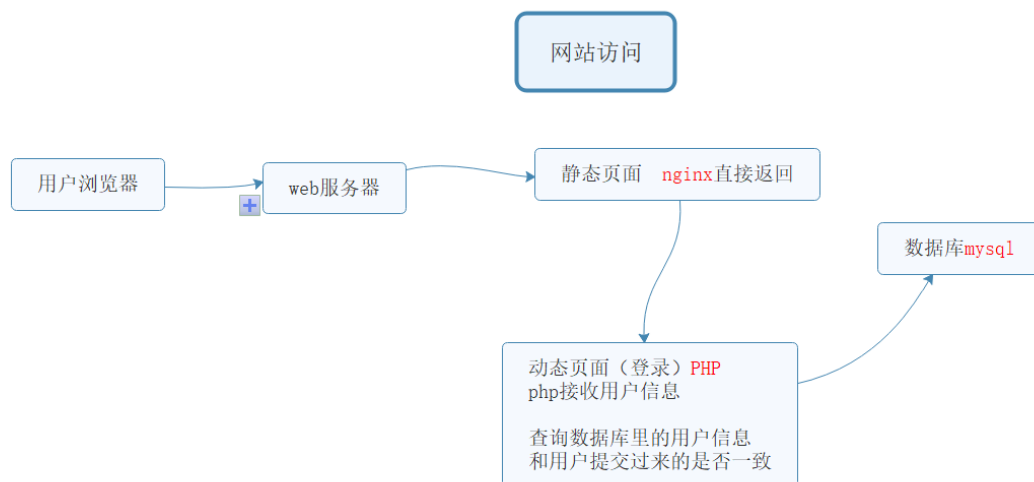 网站访问
用户浏览器
web服务器
静态页面 nginx直接返回
数据库mysql
动态页面（登录）PHP
php接收用户信息
查询数据库里的用户信息
和用户提交过来的是否一致